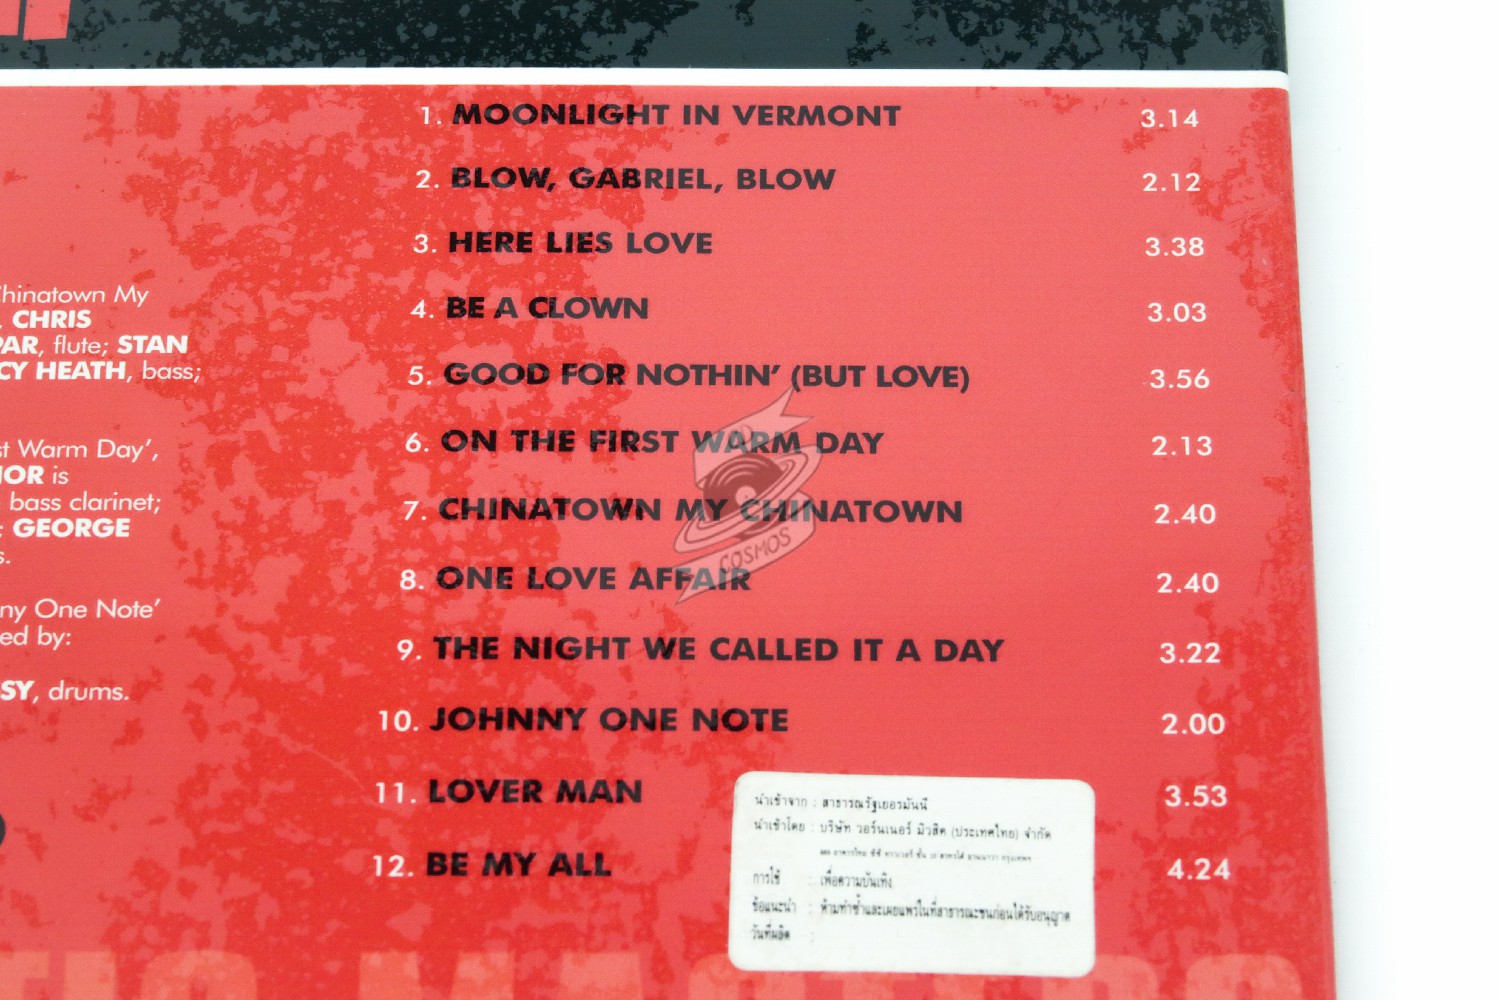 1. MOONLIGHT IN VERMONT 3.14
2. BLOW, GABRIEL, BLOW 2.12
3. HERE LIES LOVE 3.38
4. BE A CLOWN 3.03
5. GOOD FOR NOTHIN' (BUT LOVE) 3.56
6. ON THE FIRST WARM DAY 2.13
7. CHINATOWN MY CHINATOWN 2.40
8. ONE LOVE AFFAIR 2.40
9. THE NIGHT WE CALLED IT A DAY 3.22
10. JOHNNY ONE NOTE 2.00
11. LOVER MAN 3.53
12. BE MY ALL 4.24
hinatown My
, CHRIS
PAR, flute; STAN
CY HEATH, bass;
st Warm Day',
IOR is
bass clarinet;
; GEORGE
s.
ny One Note'
ed by:
SY, drums.
COSMOS
นำเข้าจาก : สาธารณรัฐเยอรมันนี
นำเข้าโดย : บริษัท วอร์นเนอร์ มิวสิค (ประเทศไทย) จำกัด
การใช้ : เพื่อความบันเทิง
ข้อแนะนำ : ห้ามทำซ้ำและเผยแพร่ในที่สาธารณะชนก่อนได้รับอนุญาต
วันที่ผลิต :
TIC MASTERS